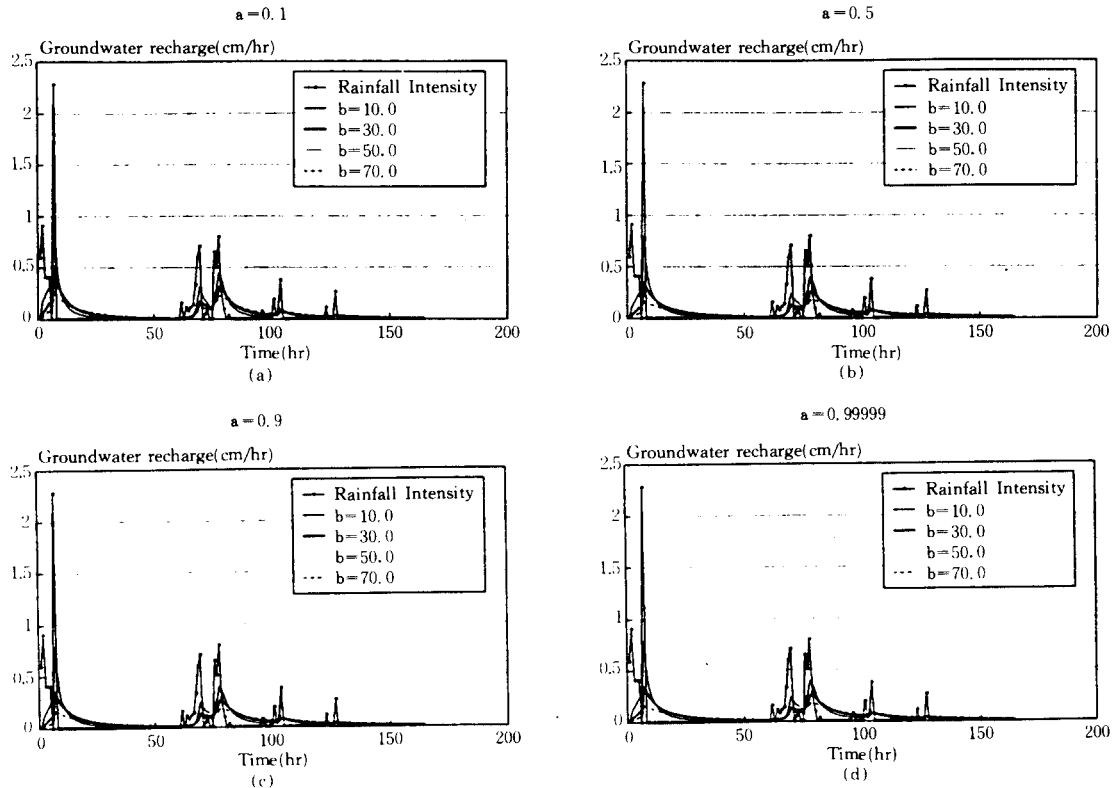 a=0.1
Groundwater recharge(cm/hr)
2.5
2
1.5
1
0.5
0
Rainfall Intensity
b=10.0
b=30.0
b=50.0
b=70.0
0 50 100 150 200
Time(hr)
(a)
a=0.5
Groundwater recharge(cm/hr)
2.5
2
1.5
1
0.5
0
Rainfall Intensity
b=10.0
b=30.0
b=50.0
b=70.0
0 50 100 150 200
Time(hr)
(b)
a=0.9
Groundwater recharge(cm/hr)
2.5
2
1.5
1
0.5
0
Rainfall Intensity
b=10.0
b=30.0
b=50.0
b=70.0
0 50 100 150 200
Time(hr)
(c)
a=0.99999
Groundwater recharge(cm/hr)
2.5
2
1.5
1
0.5
0
Rainfall Intensity
b=10.0
b=30.0
b=50.0
b=70.0
0 50 100 150 200
Time(hr)
(d)